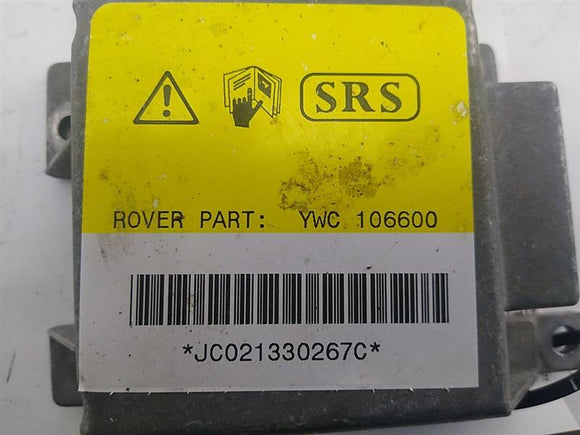 SRS
ROVER PART: YWC 106600
*JC021330267C*